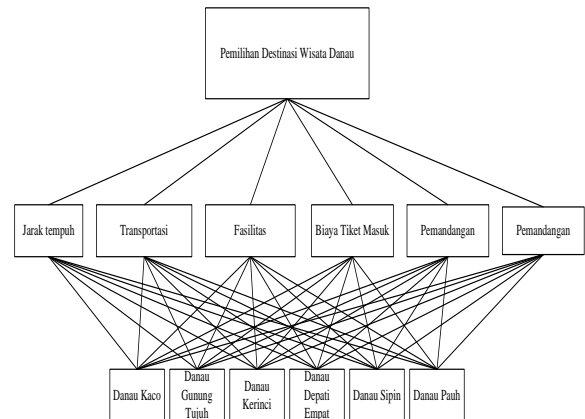 Pemilihan Destinasi Wisata Danau
Jarak tempuh
Transportasi
Fasilitas
Biaya Tiket Masuk
Pemandangan
Pemandangan
Danau Kaco
Danau
Gunung
Tujuh
Danau
Kerinci
Danau
Depati
Empat
Danau Sipin
Danau Pauh